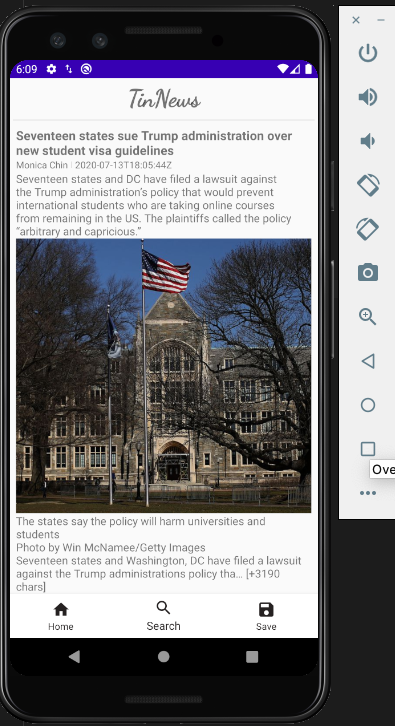 6:09
TinNews
Seventeen states sue Trump administration over
new student visa guidelines
Monica Chin | 2020-07-13T18:05:44Z
Seventeen states and DC have filed a lawsuit against
the Trump administration's policy that would prevent
international students who are taking online courses
from remaining in the US. The plaintiffs called the policy
“arbitrary and capricious.”
The states say the policy will harm universities and
students
Photo by Win McNamee/Getty Images
Seventeen states and Washington, DC have filed a lawsuit
against the Trump administrations policy tha… [+3190
chars]
Home
Search
Save
Ove